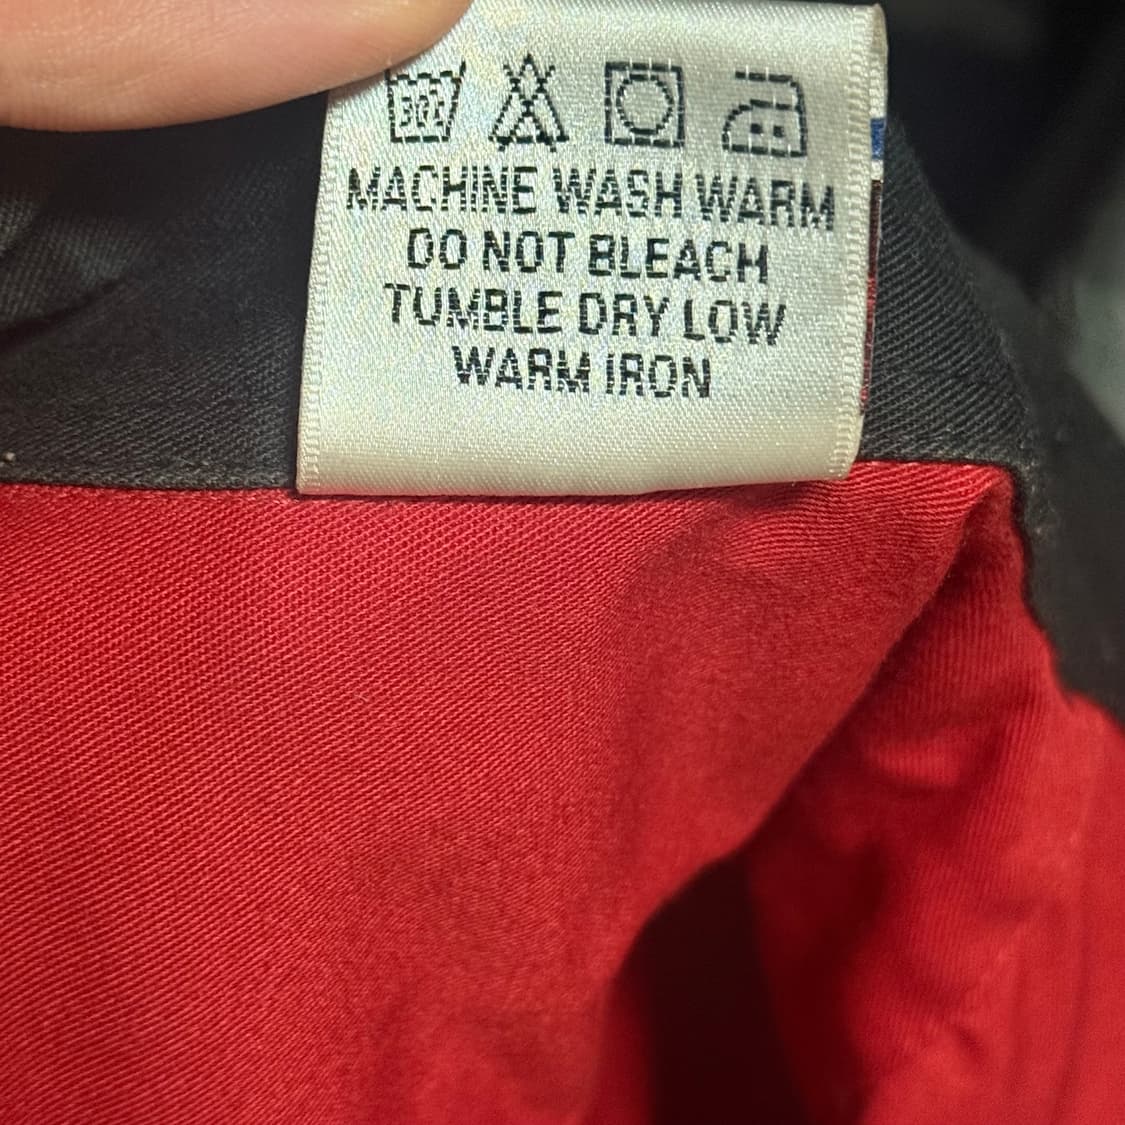 MACHINE WASH WARM
DO NOT BLEACH
TUMBLE DRY LOW
WARM IRON